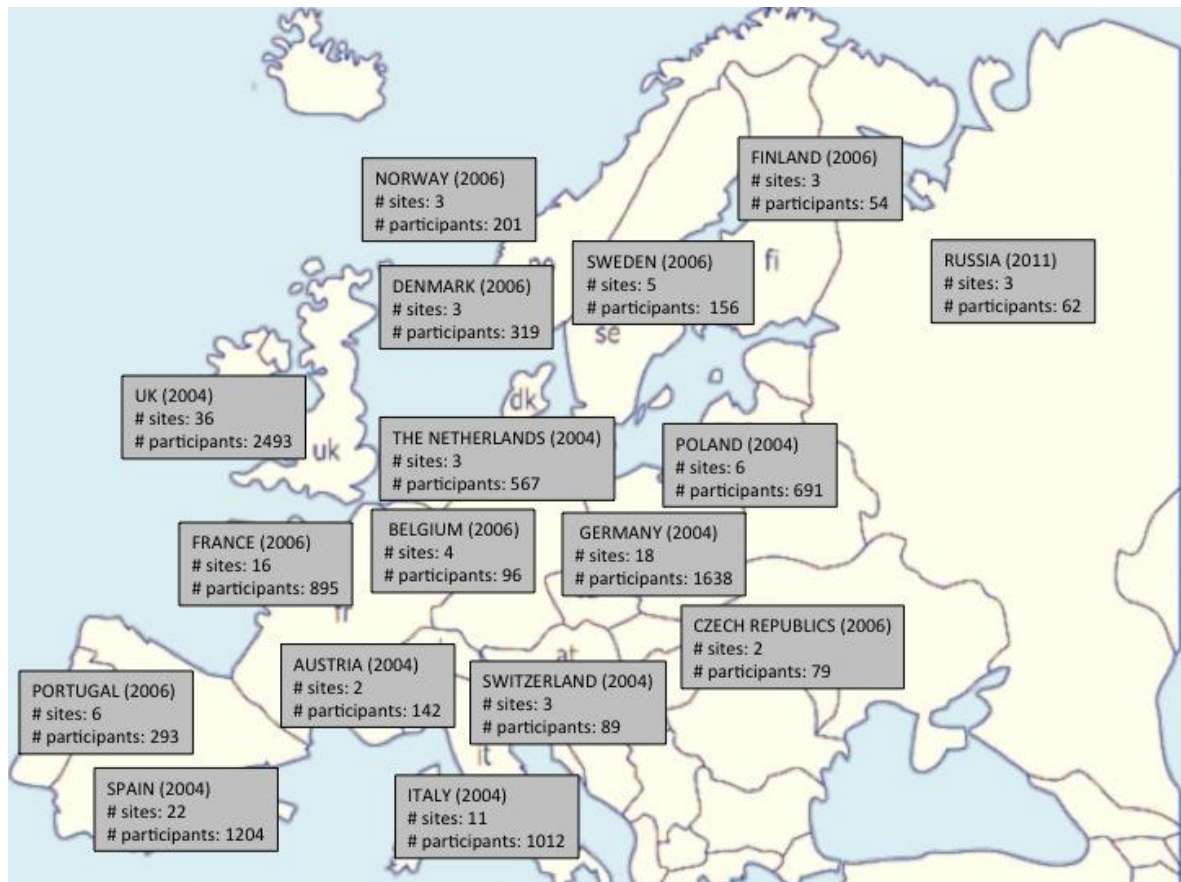 NORWAY (2006)
# sites: 3
# participants: 201
FINLAND (2006)
# sites: 3
# participants: 54
SWEDEN (2006)
# sites: 5
# participants: 156
fi
RUSSIA (2011)
# sites: 3
# participants: 62
DENMARK (2006)
# sites: 3
# participants: 319
se
dk
UK (2004)
# sites: 36
# participants: 2493
uk
THE NETHERLANDS (2004)
# sites: 3
# participants: 567
POLAND (2004)
# sites: 6
# participants: 691
FRANCE (2006)
# sites: 16
# participants: 895
BELGIUM (2006)
# sites: 4
# participants: 96
GERMANY (2004)
# sites: 18
# participants: 1638
CZECH REPUBLICS (2006)
# sites: 2
# participants: 79
at
AUSTRIA (2004)
# sites: 2
# participants: 142
SWITZERLAND (2004)
# sites: 3
# participants: 89
PORTUGAL (2006)
# sites: 6
# participants: 293
it
SPAIN (2004)
# sites: 22
# participants: 1204
ITALY (2004)
# sites: 11
# participants: 1012